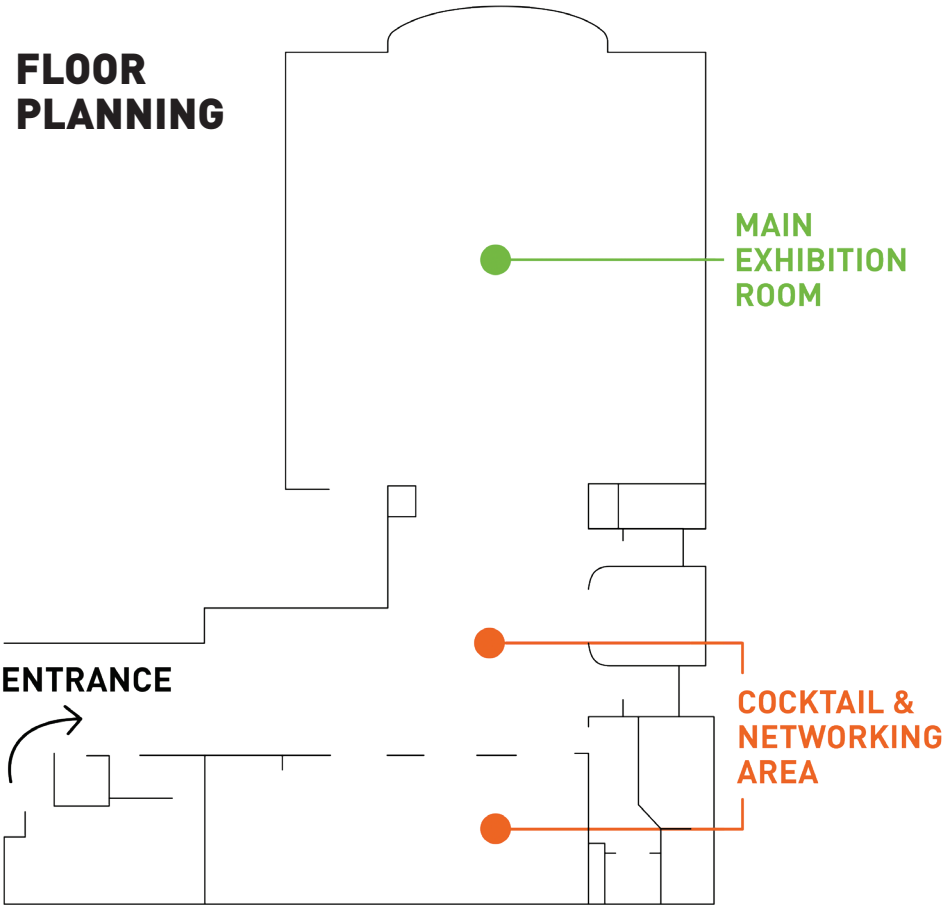 FLOOR
PLANNING
MAIN
EXHIBITION
ROOM
ENTRANCE
COCKTAIL &
NETWORKING
AREA